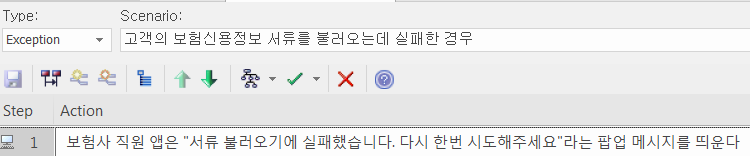 Type: Scenario:
Exception 고객의 보험신용정보 서류를 불러오는데 실패한 경우
Step Action
1 보험사 직원 앱은 "서류 불러오기에 실패했습니다. 다시 한번 시도해주세요"라는 팝업 메시지를 띄운다